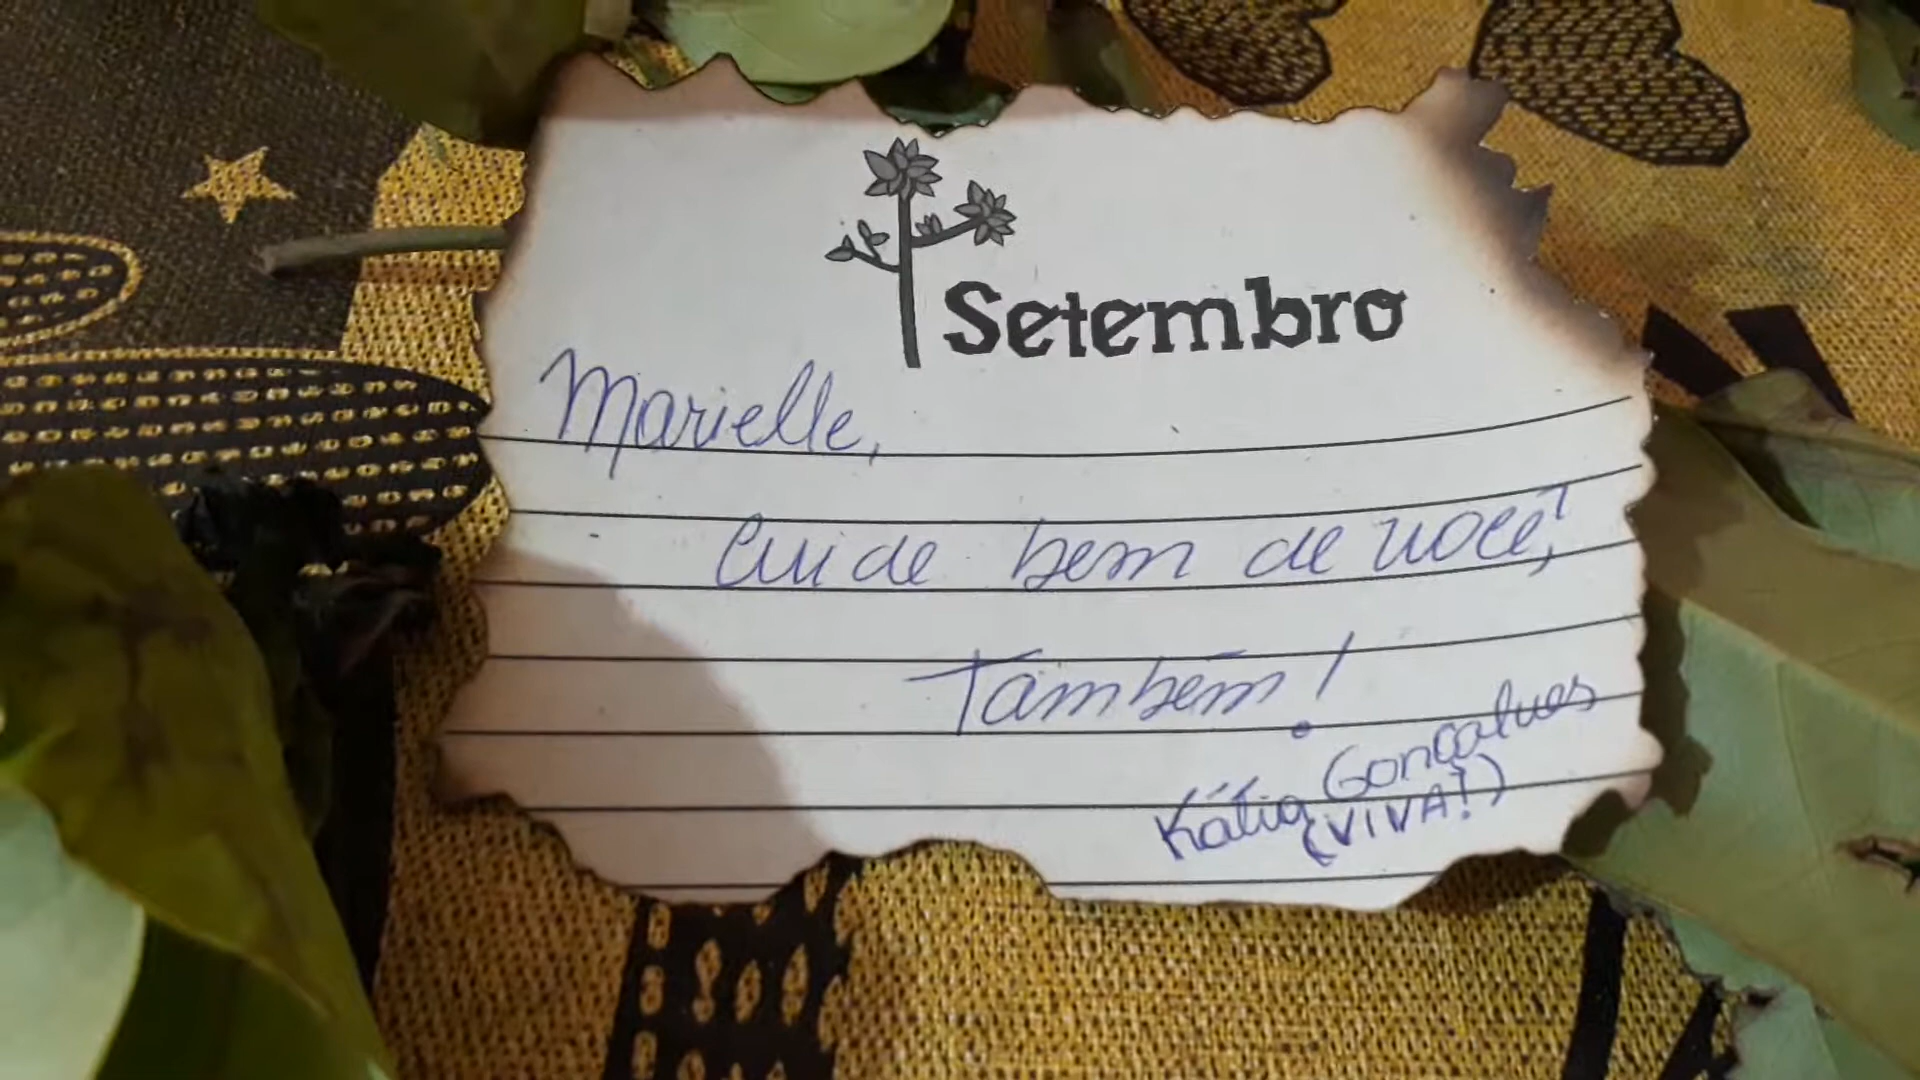 Setembro
Marielle,
Cuide bem de você,
Também!
Kátia Gonçalves
(VIVA!)